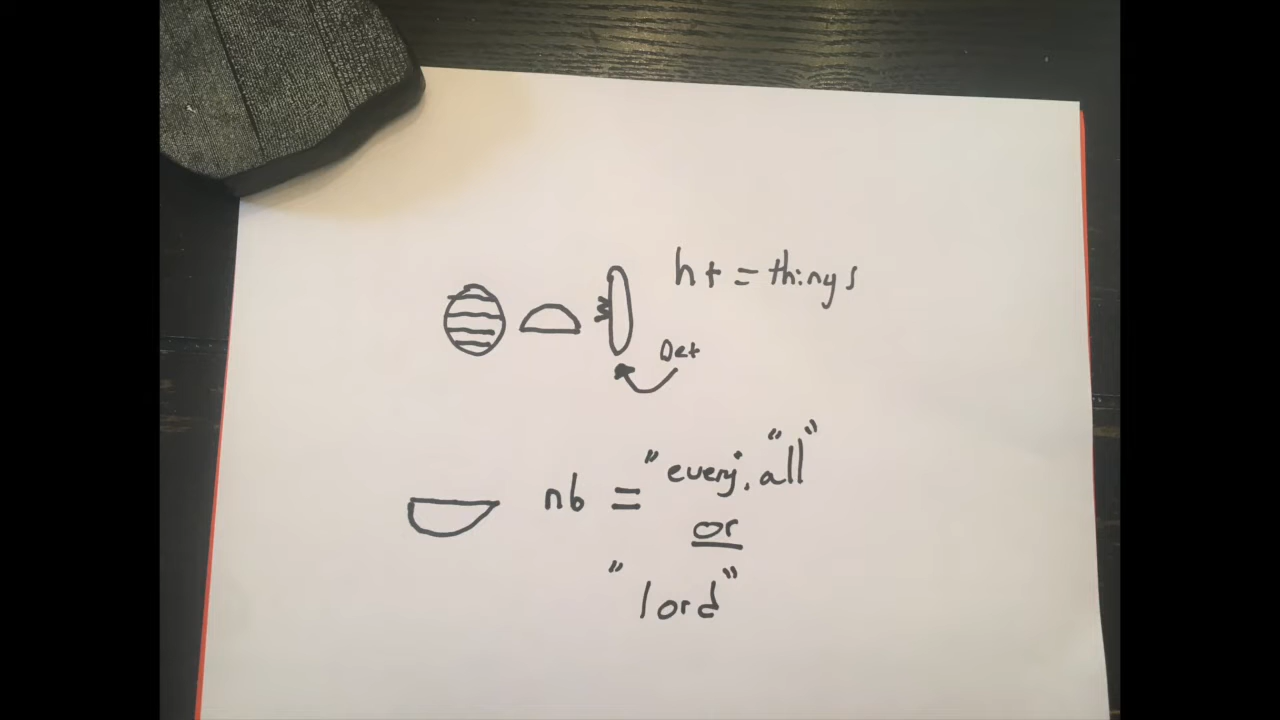 𓐍 𓏏 𓏛 ht = things
Det
𓎟 nb = "every", "all"
or
"lord"